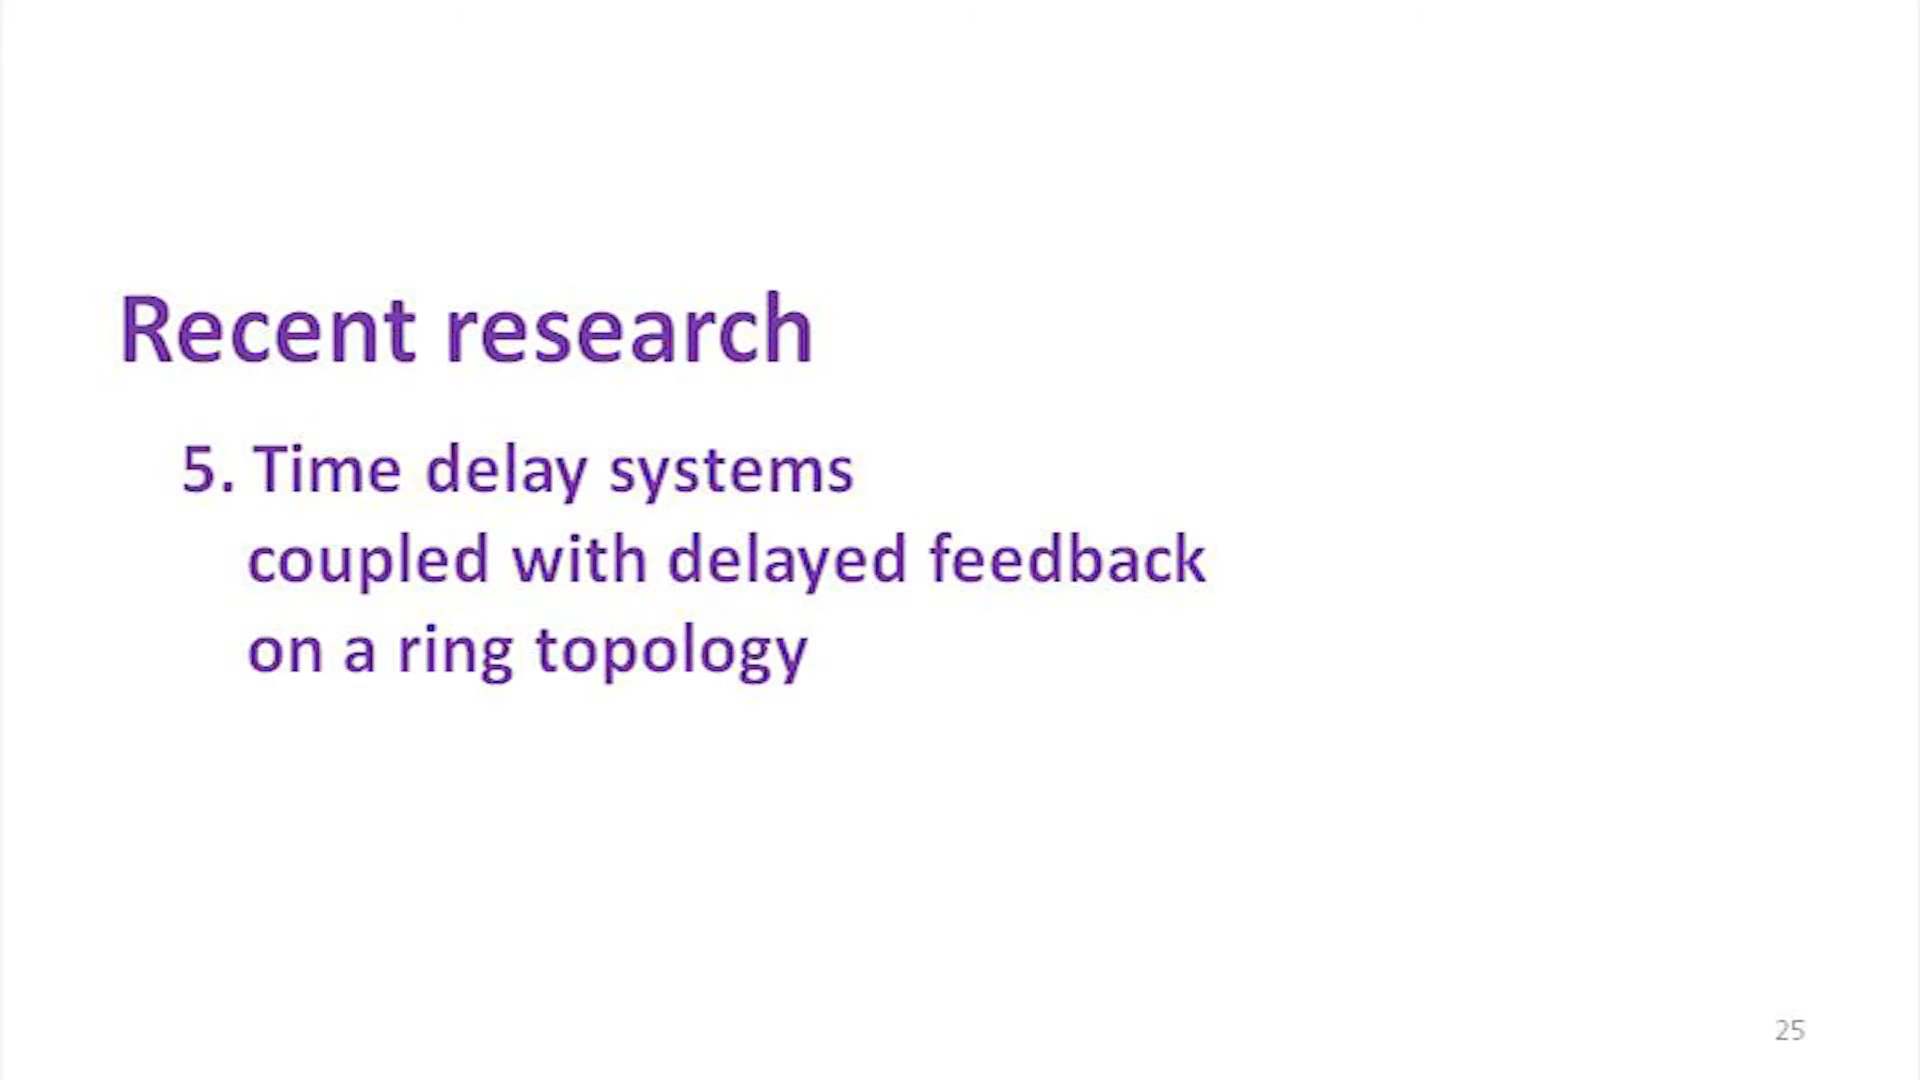 Recent research
5. Time delay systems
coupled with delayed feedback
on a ring topology
25